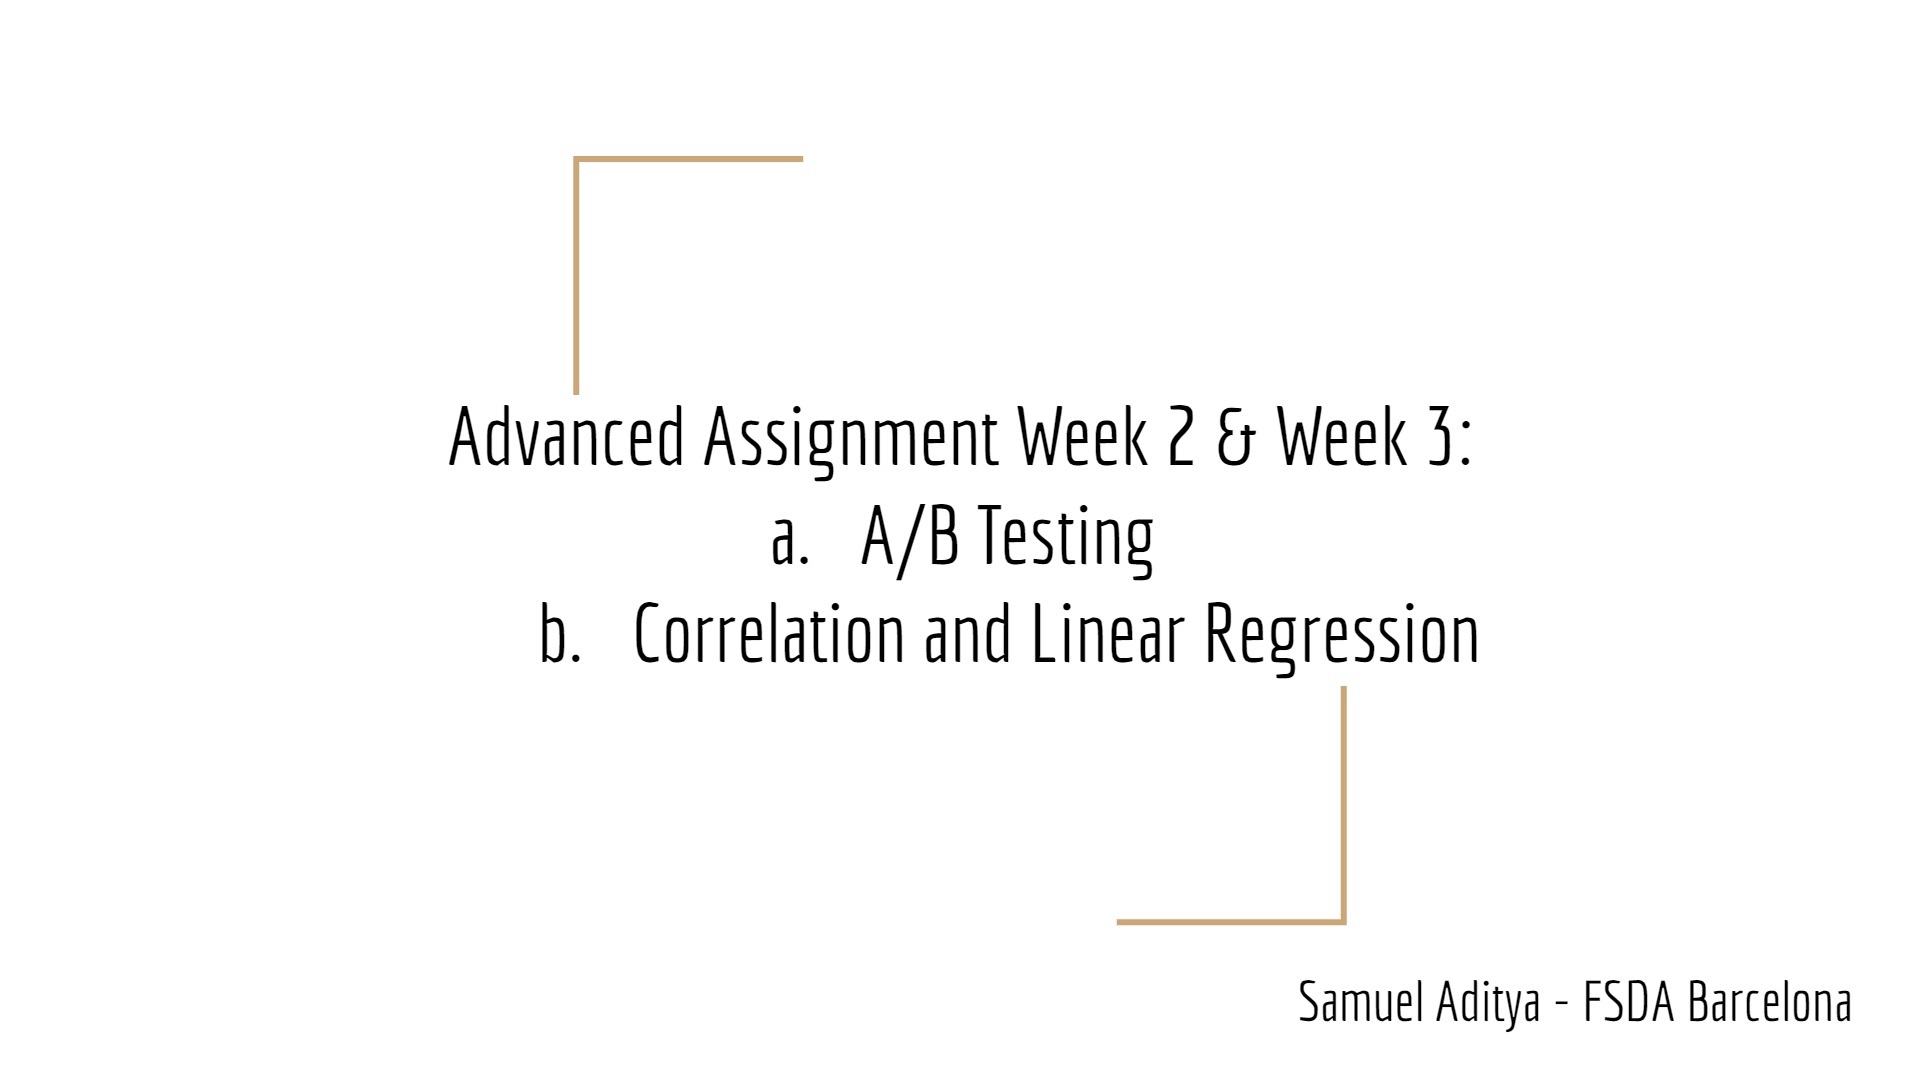 Advanced Assignment Week 2 & Week 3:
a. A/B Testing
b. Correlation and Linear Regression
Samuel Aditya - FSDA Barcelona